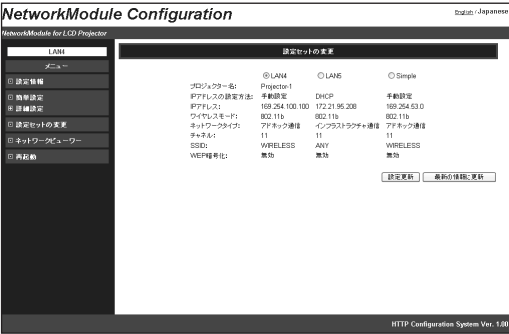 NetworkModule Configuration
English / Japanese
NetworkModule for LCD Projector
LAN4
メニュー
設定情報
簡単設定
詳細設定
設定セットの変更
ネットワークビューワー
再起動
設定セットの変更
LAN4 LAN5 Simple
プロジェクター名: Projector-1
IPアドレスの設定方法: 手動設定 DHCP 手動設定
IPアドレス: 169.254.100.100 172.21.95.208 169.254.53.0
ワイヤレスモード: 802.11b 802.11b 802.11b
ネットワークタイプ: アドホック通信 インフラストラクチャ通信 アドホック通信
チャネル: 11 11 11
SSID: WIRELESS ANY WIRELESS
WEP暗号化: 無効 無効 無効
設定更新 最新の情報に更新
HTTP Configuration System Ver. 1.00